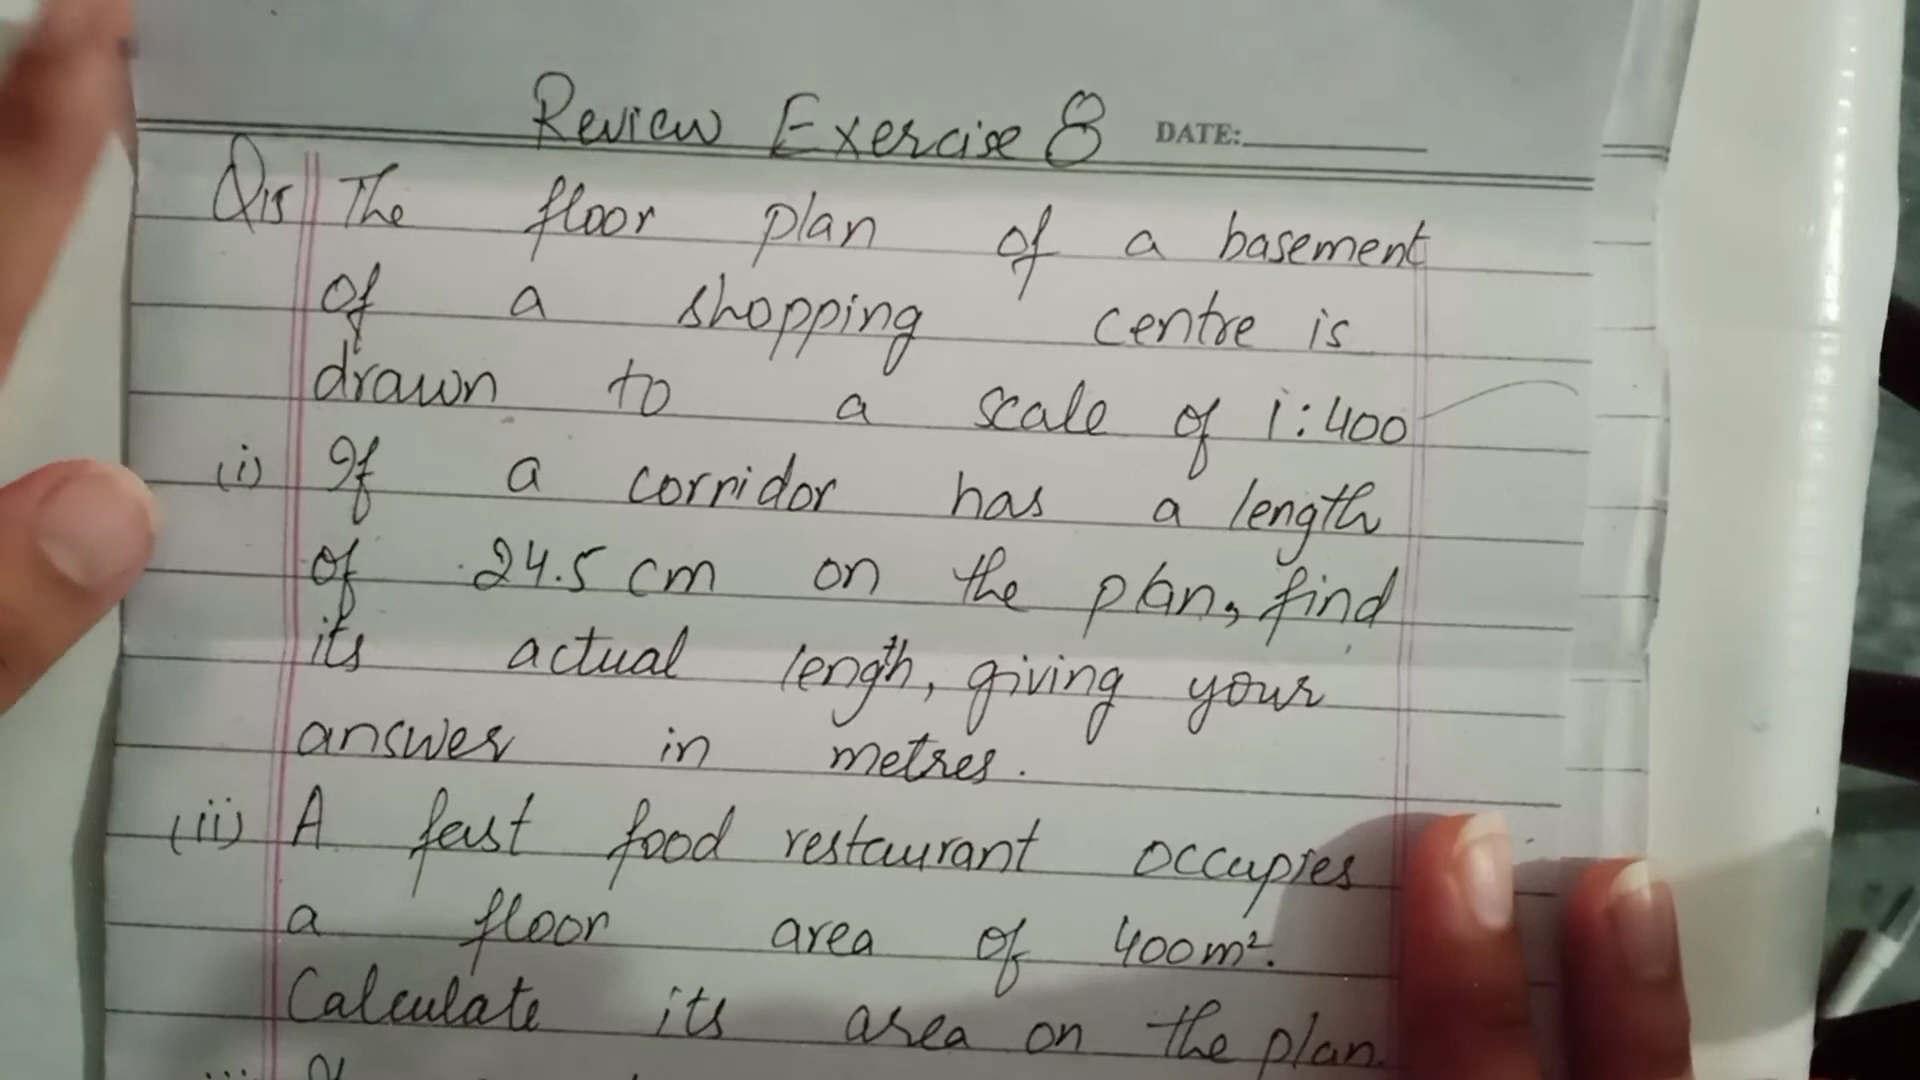 Review Exercise 8 DATE:
Q1s The floor plan of a basement
of a shopping centre is
drawn to a scale of 1:400
(i) If a corridor has a length
of 24.5 cm on the plan, find
its actual length, giving your
answer in metres.
(ii) A fast food restaurant occupies
a floor area of 400m².
Calculate its area on the plan.